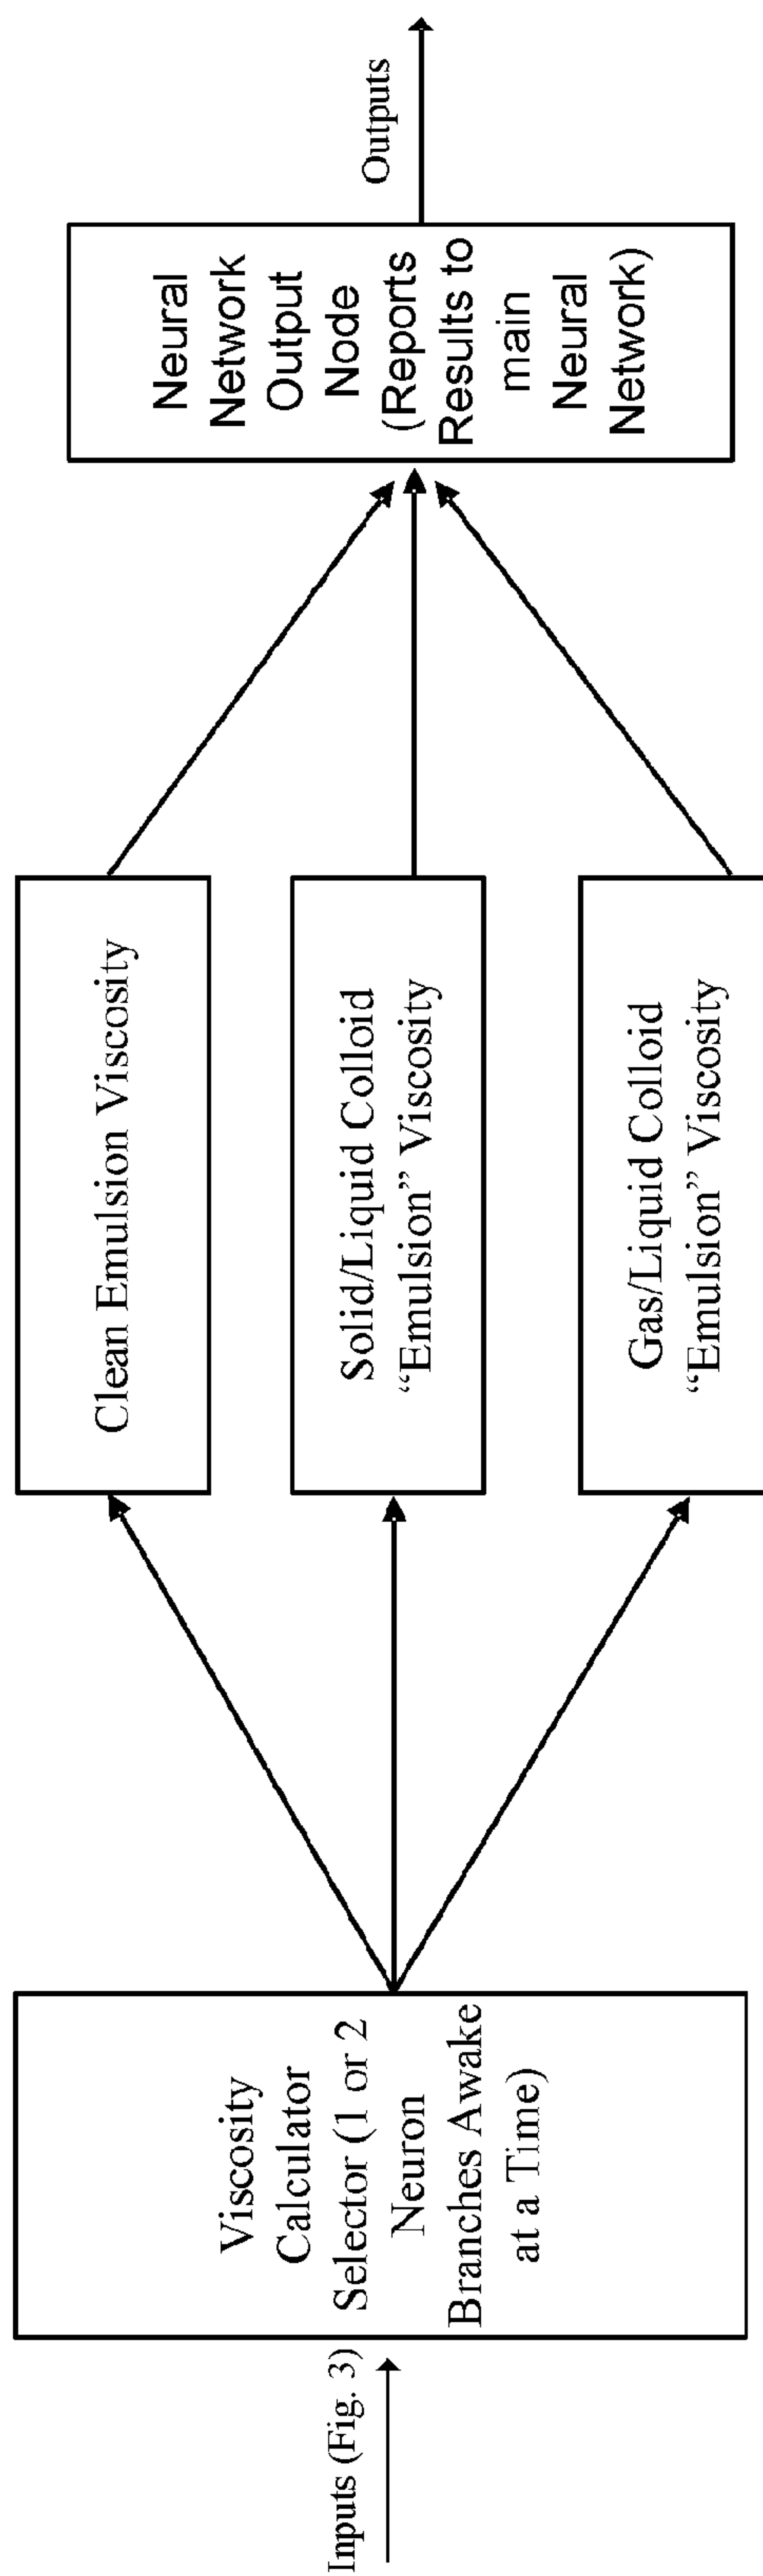 Inputs (Fig. 3)
Viscosity
Calculator
Selector (1 or 2
Neuron
Branches Awake
at a Time)
Clean Emulsion Viscosity
Solid/Liquid Colloid
“Emulsion” Viscosity
Gas/Liquid Colloid
“Emulsion” Viscosity
Neural
Network
Output
Node
(Reports
Results to
main
Neural
Network)
Outputs